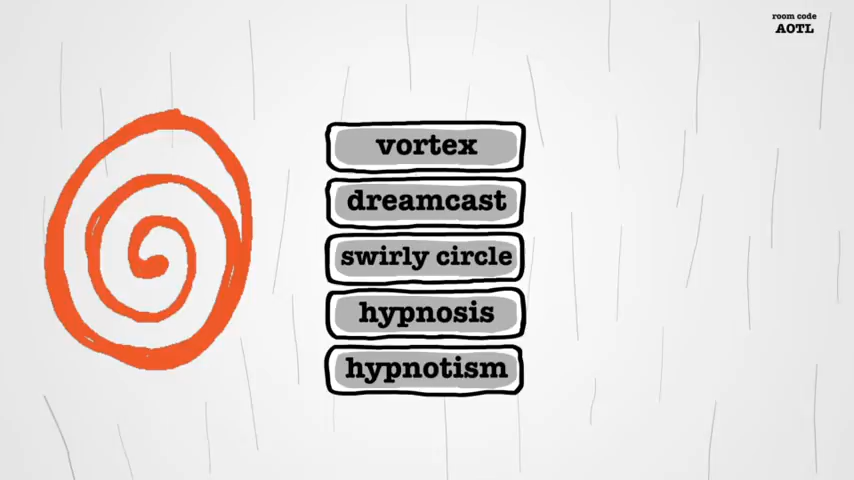 room code
AOTL
vortex
dreamcast
swirly circle
hypnosis
hypnotism